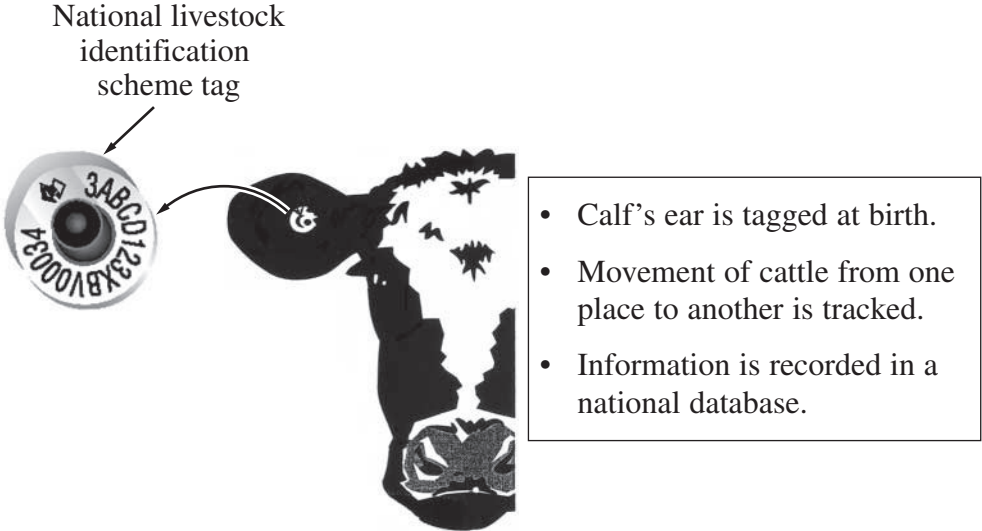 National livestock
identification
scheme tag
3ABCD123XBV00034
• Calf's ear is tagged at birth.
• Movement of cattle from one
place to another is tracked.
• Information is recorded in a
national database.